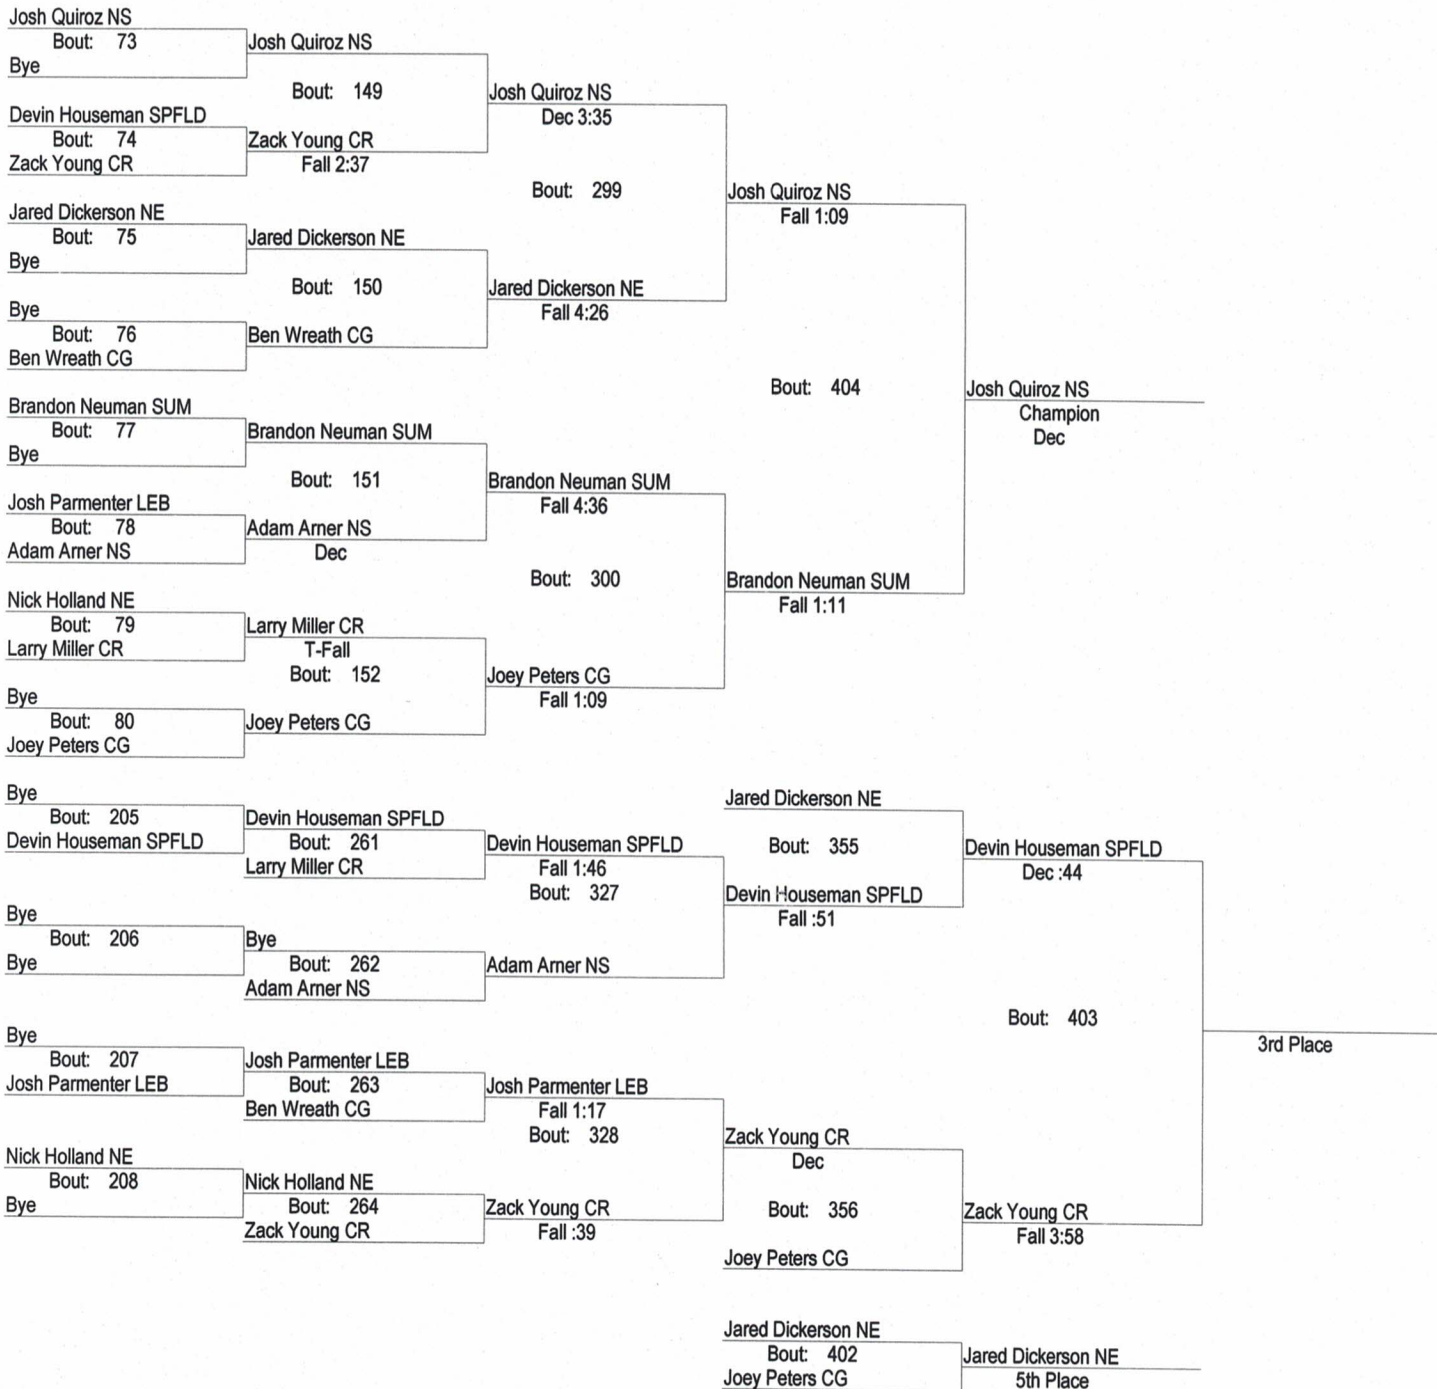 Josh Quiroz NS
Bout: 73
Bye
Josh Quiroz NS
Bout: 149
Devin Houseman SPFLD
Bout: 74
Zack Young CR
Zack Young CR
Fall 2:37
Josh Quiroz NS
Dec 3:35
Bout: 299
Jared Dickerson NE
Bout: 75
Bye
Jared Dickerson NE
Bout: 150
Bye
Bout: 76
Ben Wreath CG
Ben Wreath CG
Jared Dickerson NE
Fall 4:26
Josh Quiroz NS
Fall 1:09
Bout: 404
Brandon Neuman SUM
Bout: 77
Bye
Brandon Neuman SUM
Bout: 151
Josh Parmenter LEB
Bout: 78
Adam Arner NS
Adam Arner NS
Dec
Brandon Neuman SUM
Fall 4:36
Bout: 300
Nick Holland NE
Bout: 79
Larry Miller CR
Larry Miller CR
T-Fall
Bout: 152
Bye
Bout: 80
Joey Peters CG
Joey Peters CG
Joey Peters CG
Fall 1:09
Brandon Neuman SUM
Fall 1:11
Josh Quiroz NS
Champion
Dec
Bye
Bout: 205
Devin Houseman SPFLD
Devin Houseman SPFLD
Bout: 261
Larry Miller CR
Devin Houseman SPFLD
Fall 1:46
Bout: 327
Bye
Bout: 206
Bye
Bye
Bout: 262
Adam Arner NS
Adam Arner NS
Jared Dickerson NE
Bout: 355
Devin Houseman SPFLD
Fall :51
Devin Houseman SPFLD
Dec :44
Bout: 403
3rd Place
Bye
Bout: 207
Josh Parmenter LEB
Josh Parmenter LEB
Bout: 263
Ben Wreath CG
Josh Parmenter LEB
Fall 1:17
Bout: 328
Nick Holland NE
Bout: 208
Bye
Nick Holland NE
Bout: 264
Zack Young CR
Zack Young CR
Fall :39
Zack Young CR
Dec
Bout: 356
Joey Peters CG
Zack Young CR
Fall 3:58
Jared Dickerson NE
Bout: 402
Joey Peters CG
Jared Dickerson NE
5th Place